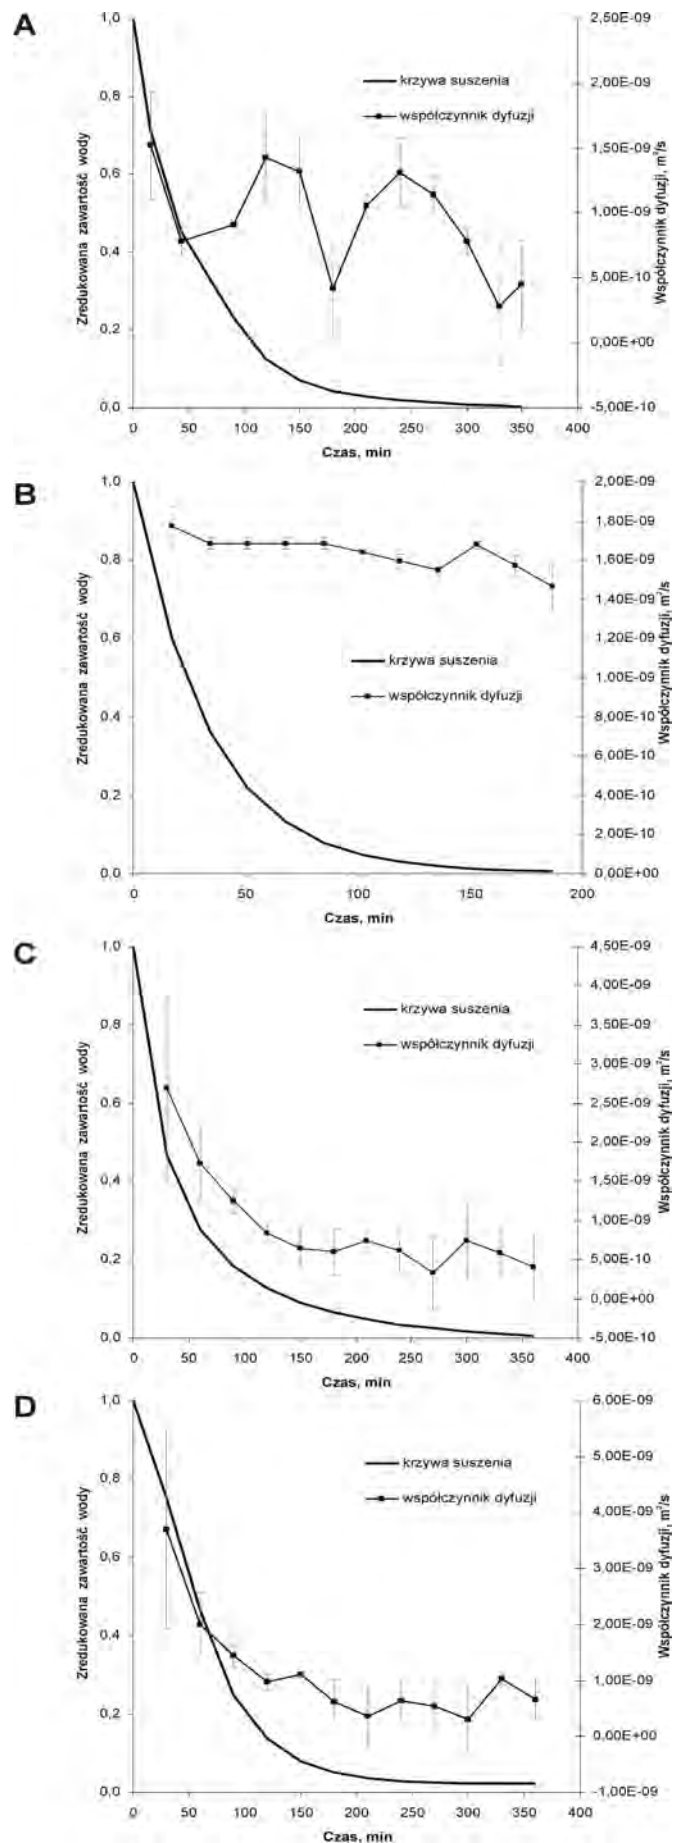 A
1,0
0,8
0,6
0,4
0,2
0,0
Zredukowana zawartość wody
krzywa suszenia
współczynnik dyfuzji
2,50E-09
2,00E-09
1,50E-09
1,00E-09
5,00E-10
0,00E+00
-5,00E-10
Współczynnik dyfuzji, m²/s
0 50 100 150 200 250 300 350 400
Czas, min
B
1,0
0,8
0,6
0,4
0,2
0,0
Zredukowana zawartość wody
krzywa suszenia
współczynnik dyfuzji
2,00E-09
1,80E-09
1,60E-09
1,40E-09
1,20E-09
1,00E-09
8,00E-10
6,00E-10
4,00E-10
2,00E-10
0,00E+00
Współczynnik dyfuzji, m²/s
0 50 100 150 200
Czas, min
C
1,0
0,8
0,6
0,4
0,2
0,0
Zredukowana zawartość wody
krzywa suszenia
współczynnik dyfuzji
4,50E-09
4,00E-09
3,50E-09
3,00E-09
2,50E-09
2,00E-09
1,50E-09
1,00E-09
5,00E-10
0,00E+00
-5,00E-10
Współczynnik dyfuzji, m²/s
0 50 100 150 200 250 300 350 400
Czas, min
D
1,0
0,8
0,6
0,4
0,2
0,0
Zredukowana zawartość wody
krzywa suszenia
współczynnik dyfuzji
6,00E-09
5,00E-09
4,00E-09
3,00E-09
2,00E-09
1,00E-09
0,00E+00
-1,00E-09
Współczynnik dyfuzji, m²/s
0 50 100 150 200 250 300 350 400
Czas, min